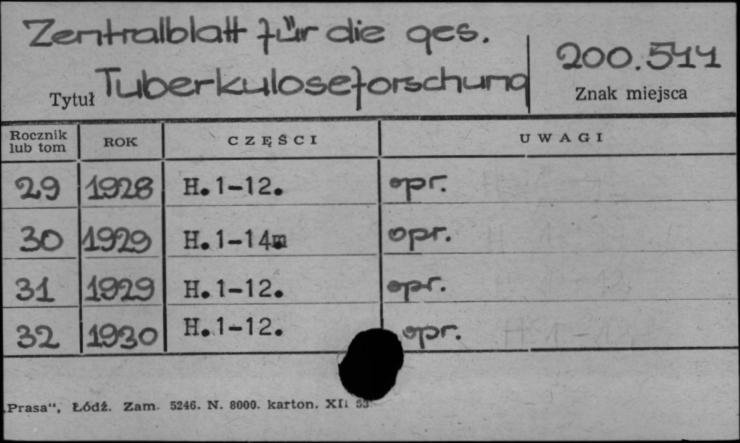 Zentralblatt für die ges.
Tytuł Tuberkuloseforschung
200.544
Znak miejsca
Rocznik lub tom ROK CZĘŚCI UWAGI
29 1928 H.1-12. opr.
30 1929 H.1-14 opr.
31 1929 H.1-12. opr.
32 1930 H.1-12. opr.
„Prasa", Łódź. Zam. 5246. N. 8000. karton. XII 53